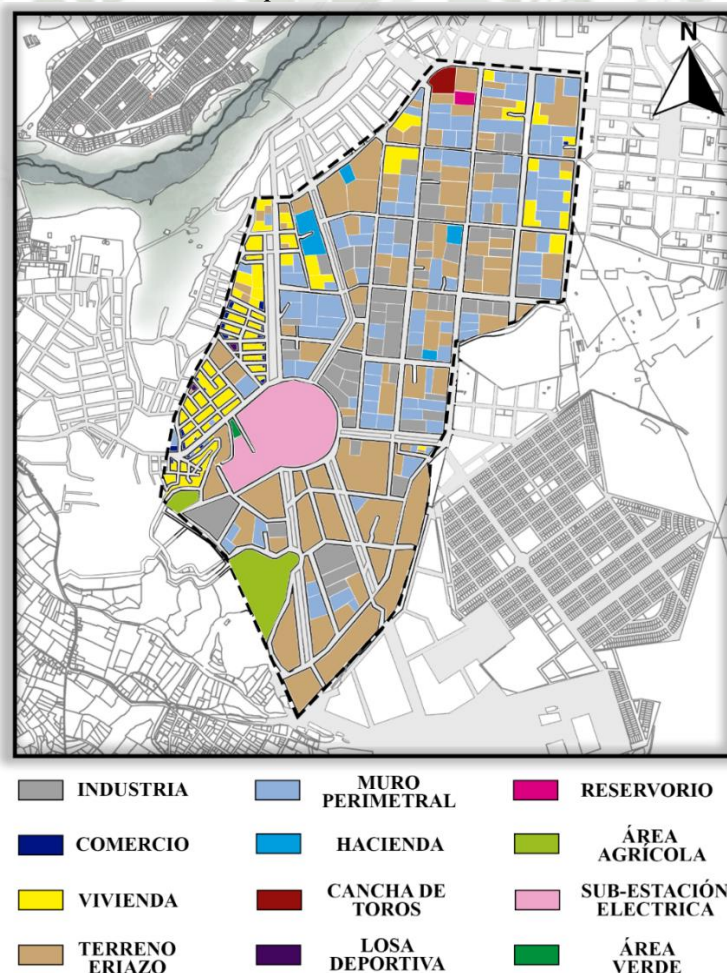 N
INDUSTRIA
MURO
PERIMETRAL
RESERVORIO
COMERCIO
HACIENDA
ÁREA
AGRÍCOLA
VIVIENDA
CANCHA DE
TOROS
SUB-ESTACIÓN
ELECTRICA
TERRENO
ERIAZO
LOSA
DEPORTIVA
ÁREA
VERDE